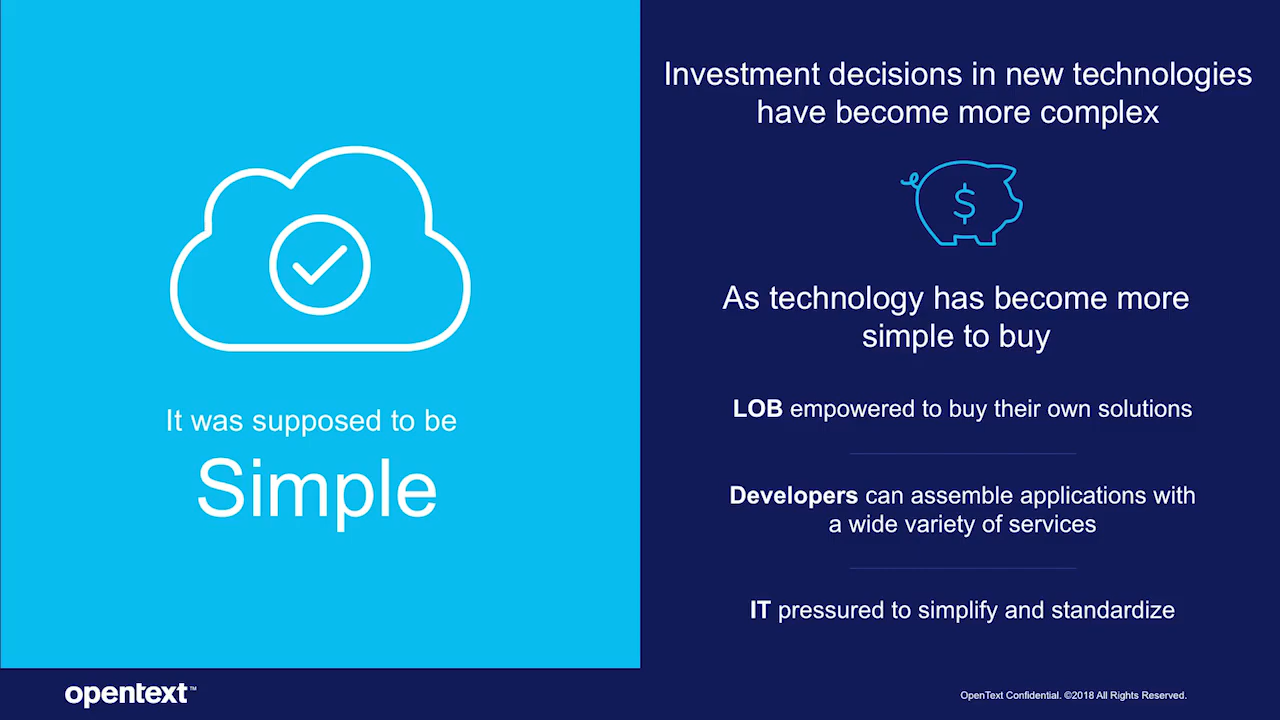 It was supposed to be
Simple
Investment decisions in new technologies
have become more complex
$
As technology has become more
simple to buy
LOB empowered to buy their own solutions
Developers can assemble applications with
a wide variety of services
IT pressured to simplify and standardize
opentext™
OpenText Confidential. ©2018 All Rights Reserved.